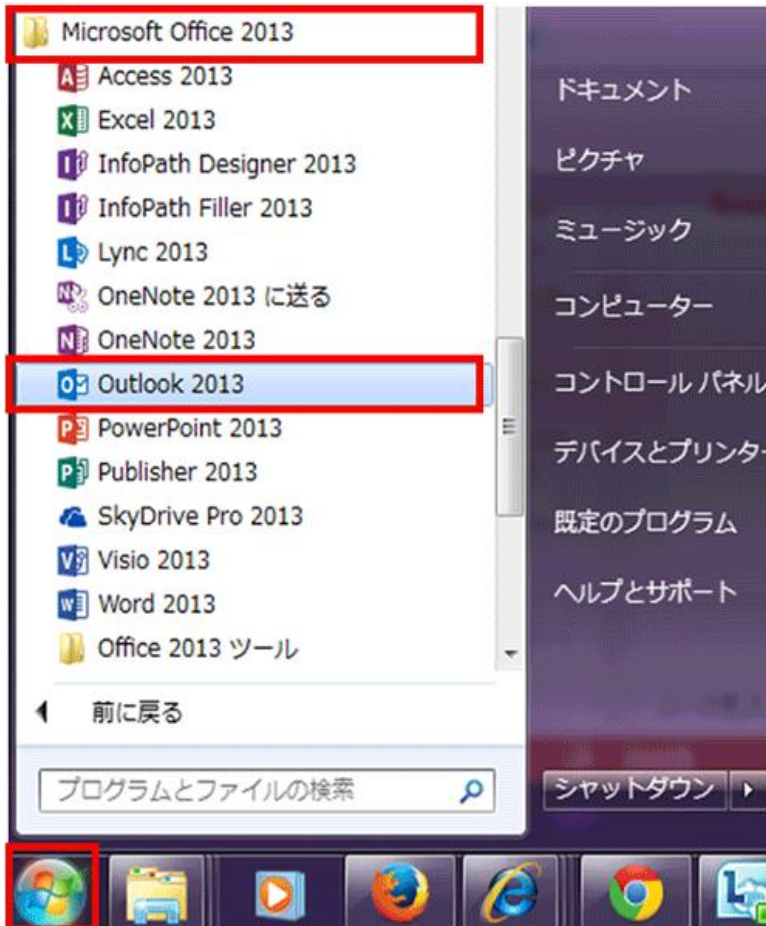 Microsoft Office 2013
Access 2013
Excel 2013
InfoPath Designer 2013
InfoPath Filler 2013
Lync 2013
OneNote 2013 に送る
OneNote 2013
Outlook 2013
PowerPoint 2013
Publisher 2013
SkyDrive Pro 2013
Visio 2013
Word 2013
Office 2013 ツール
前に戻る
プログラムとファイルの検索
ドキュメント
ピクチャ
ミュージック
コンピューター
コントロール パネル
デバイスとプリンター
既定のプログラム
ヘルプとサポート
シャットダウン